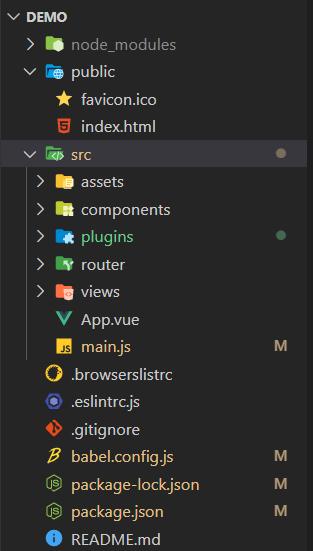 DEMO
node_modules
public
favicon.ico
index.html
src
assets
components
plugins
router
views
App.vue
JS main.js M
.browserslistrc
.eslintrc.js
.gitignore
babel.config.js M
package-lock.json M
package.json M
README.md